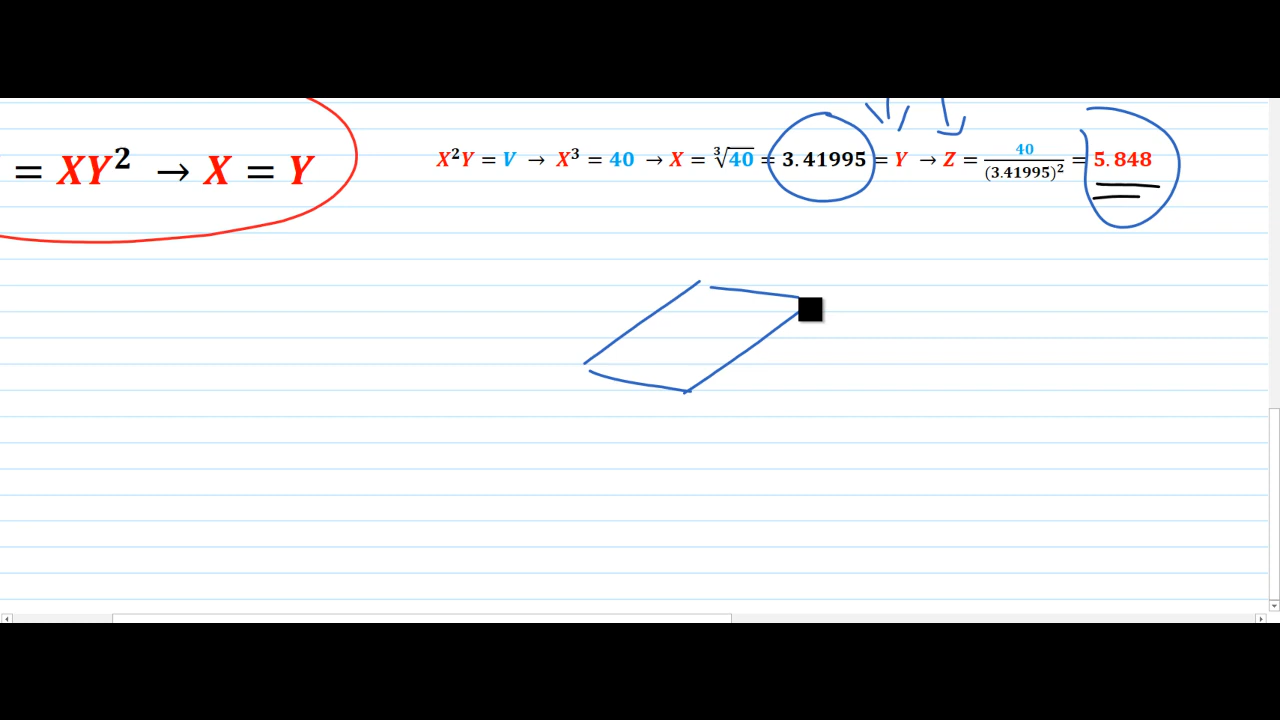 = XY² → X = Y
X²Y = V → X³ = 40 → X = ∛40 = 3.41995 = Y → Z = 40/(3.41995)² = 5.848